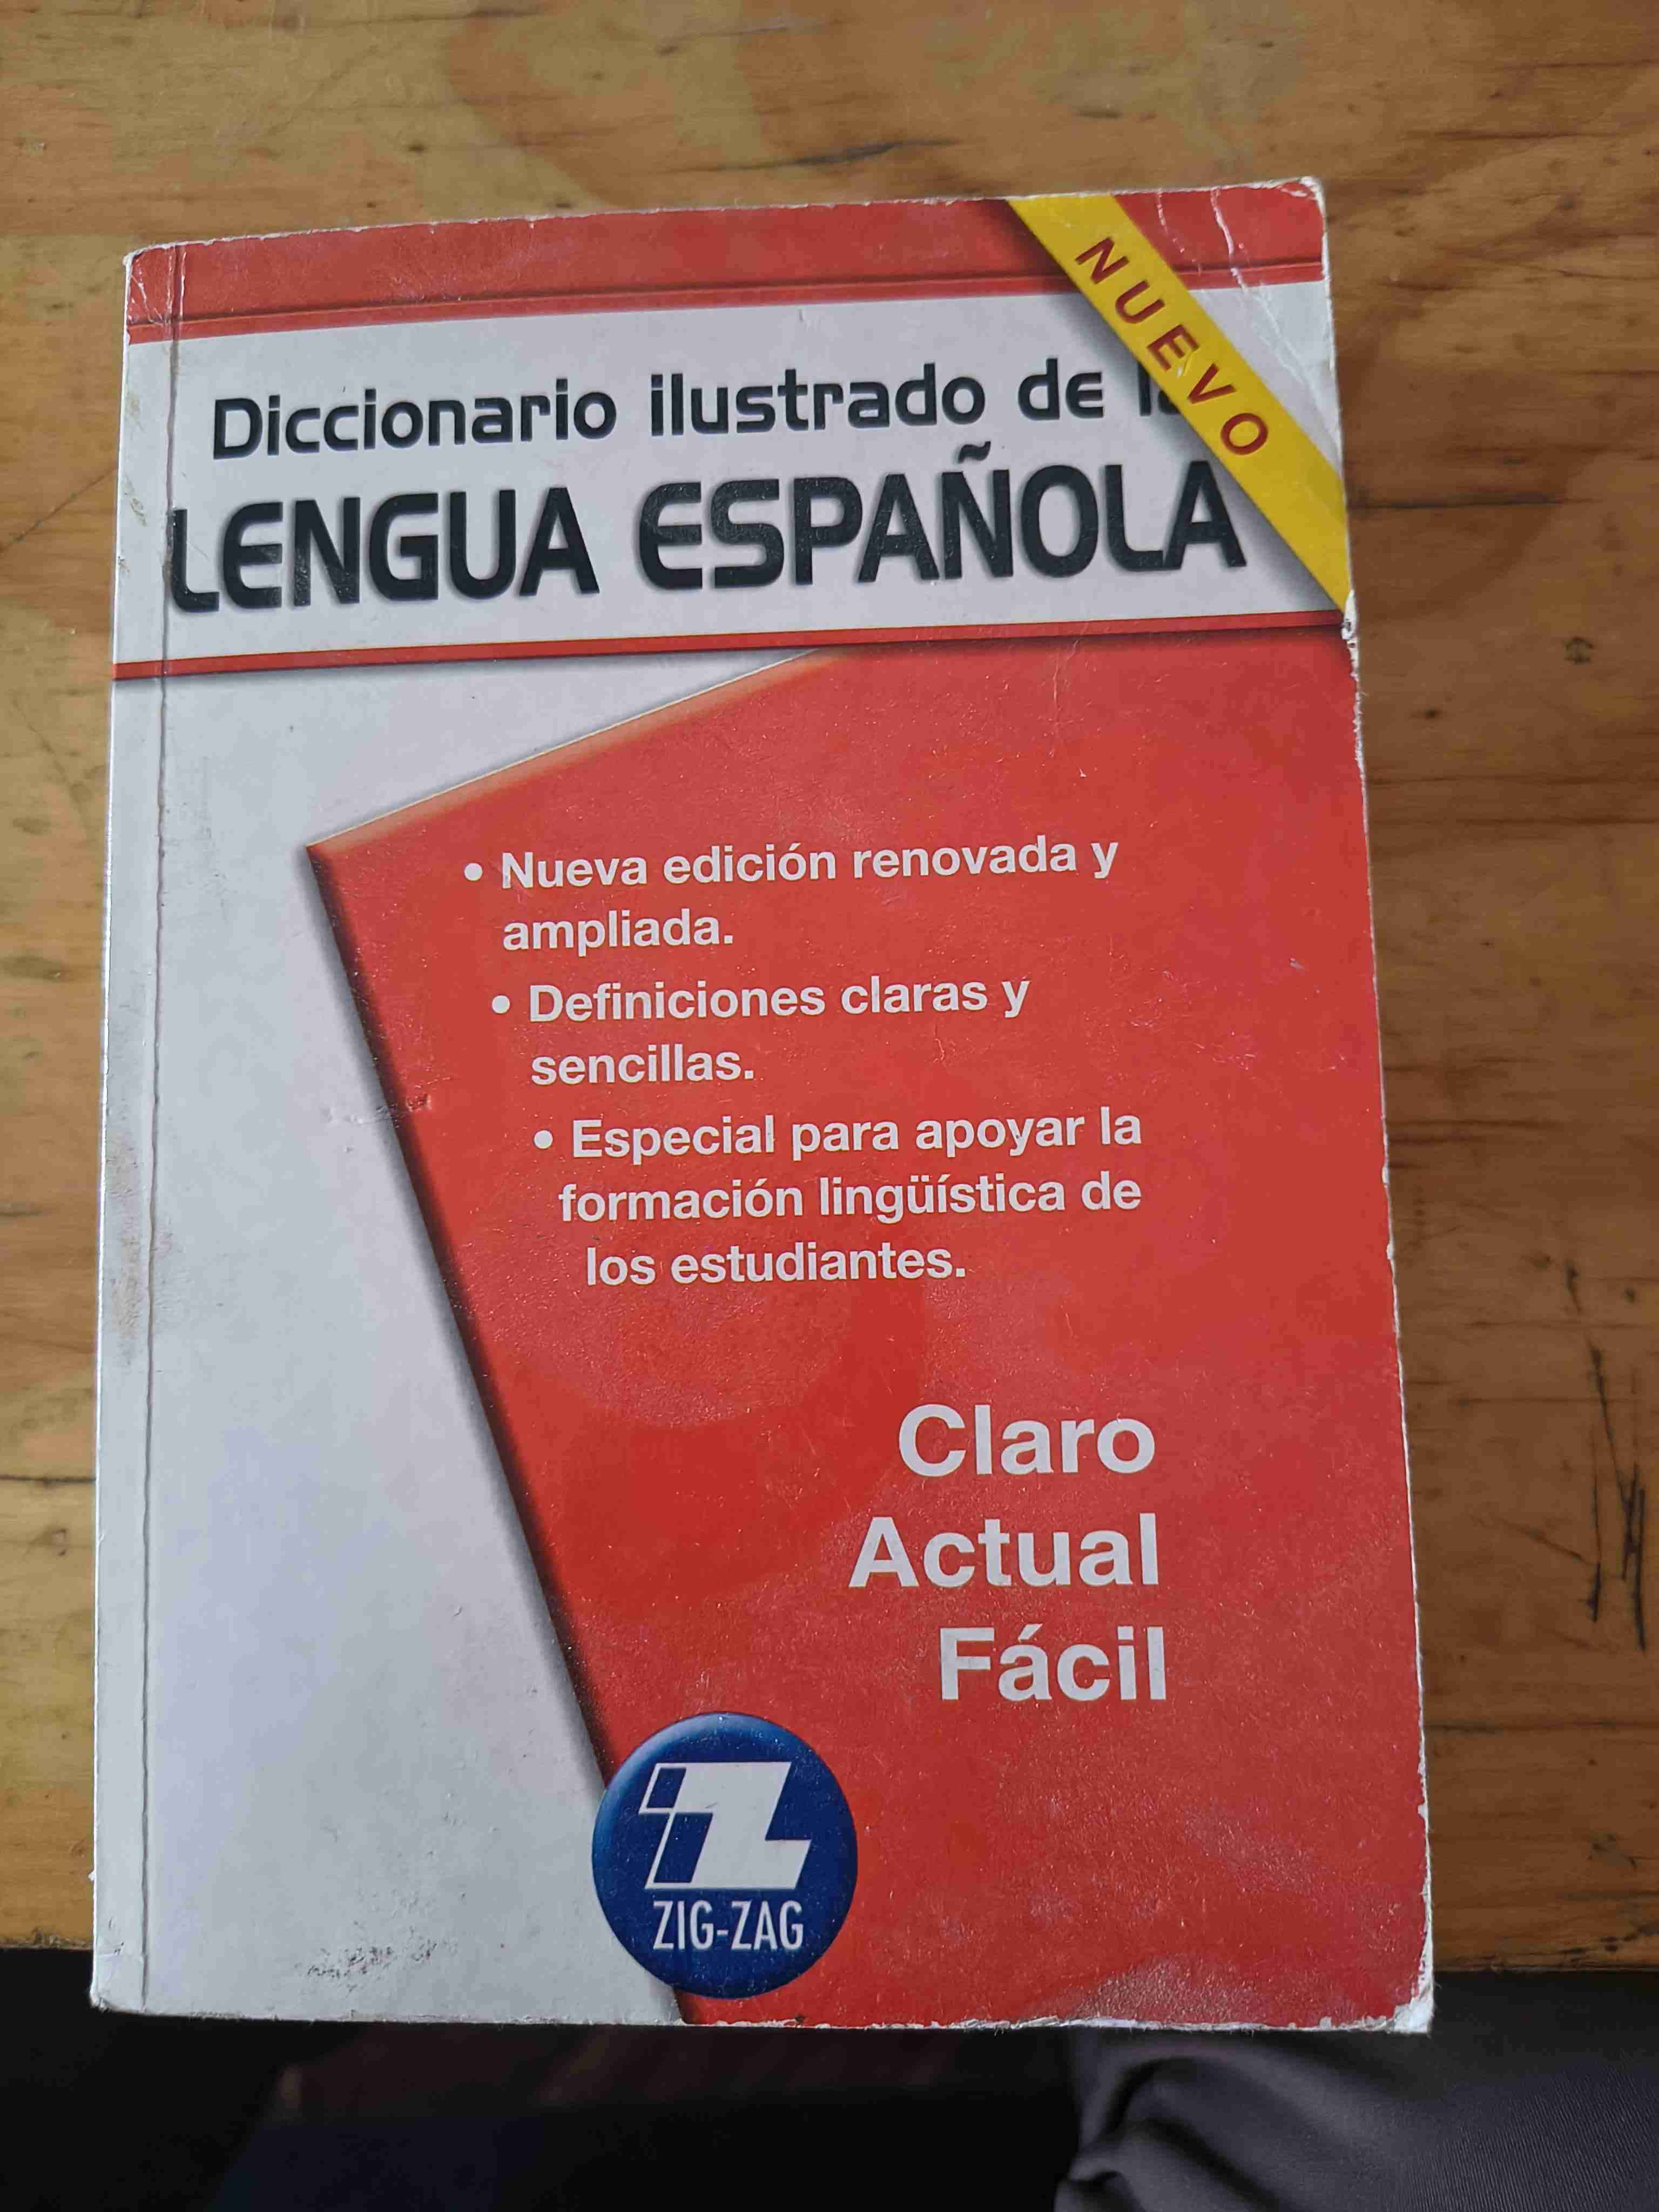 NUEVO
Diccionario ilustrado de la
LENGUA ESPAÑOLA
• Nueva edición renovada y
ampliada.
• Definiciones claras y
sencillas.
• Especial para apoyar la
formación lingüística de
los estudiantes.
Claro
Actual
Fácil
ZIG-ZAG